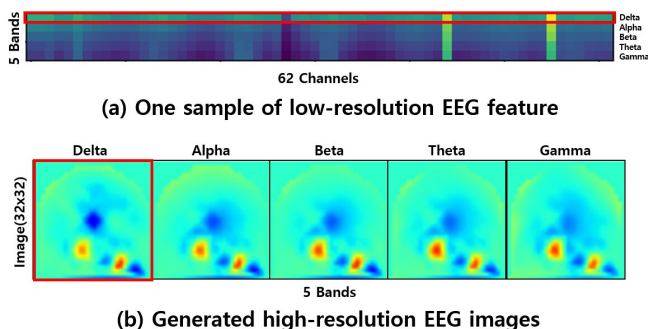 5 Bands
Delta
Alpha
Beta
Theta
Gamma
62 Channels
(a) One sample of low-resolution EEG feature
Delta Alpha Beta Theta Gamma
Image(32x32)
5 Bands
(b) Generated high-resolution EEG images